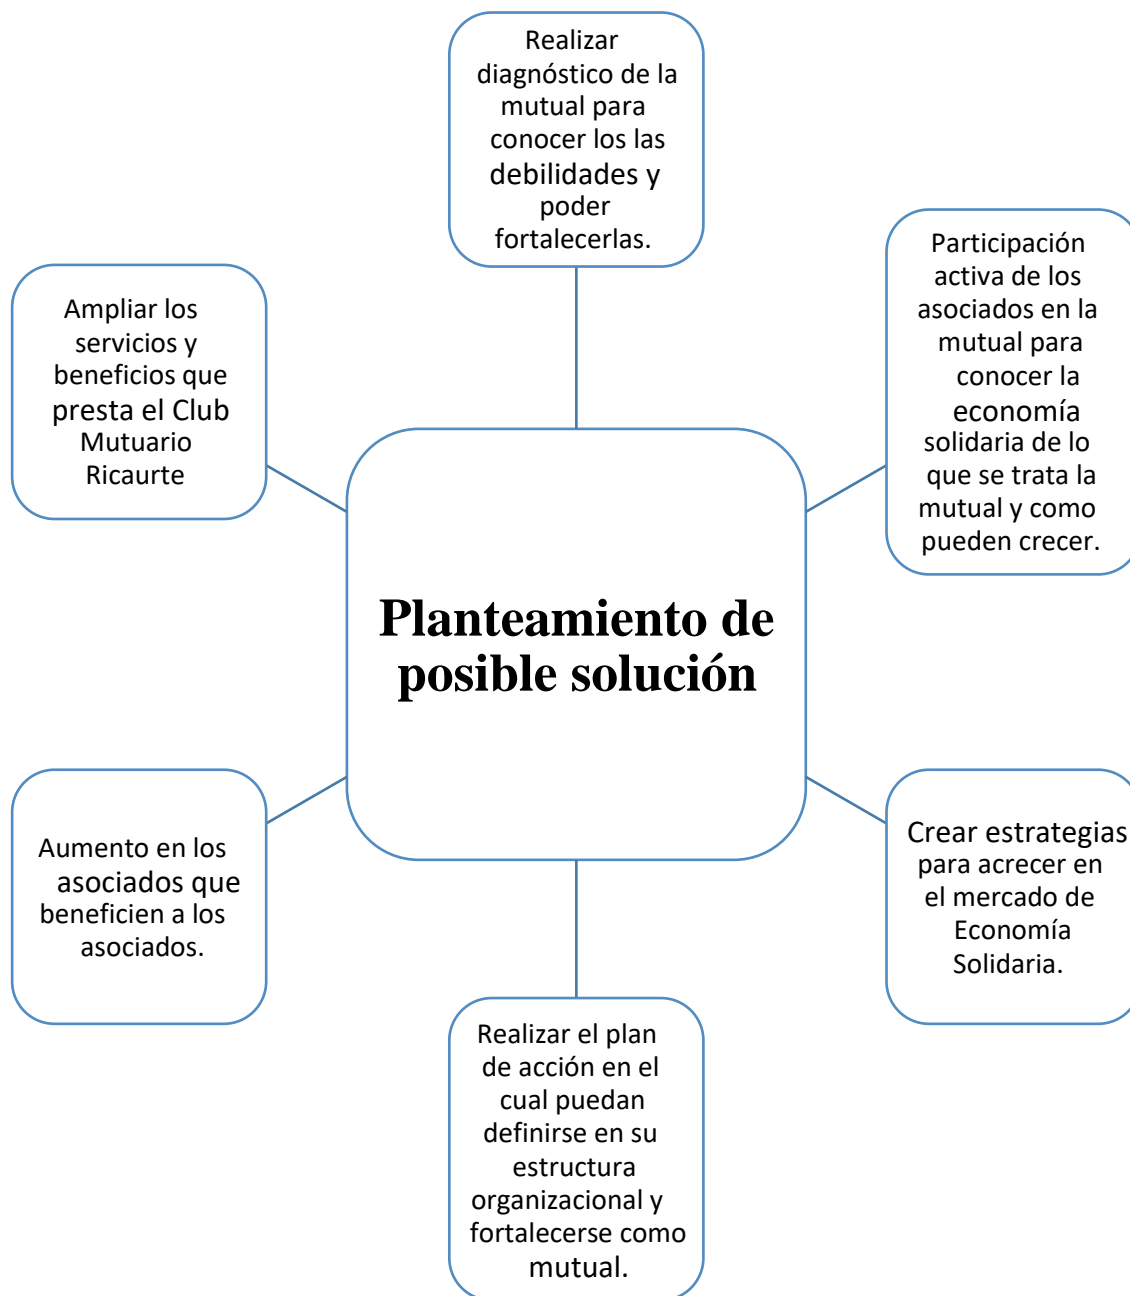 Realizar
diagnóstico de la
mutual para
conocer los las
debilidades y
poder
fortalecerlas.
Participación
activa de los
asociados en la
mutual para
conocer la
economía
solidaria de lo
que se trata la
mutual y como
pueden crecer.
Crear estrategias
para acrecer en
el mercado de
Economía
Solidaria.
Realizar el plan
de acción en el
cual puedan
definirse en su
estructura
organizacional y
fortalecerse como
mutual.
Aumento en los
asociados que
beneficien a los
asociados.
Ampliar los
servicios y
beneficios que
presta el Club
Mutuario
Ricaurte
Planteamiento de
posible solución